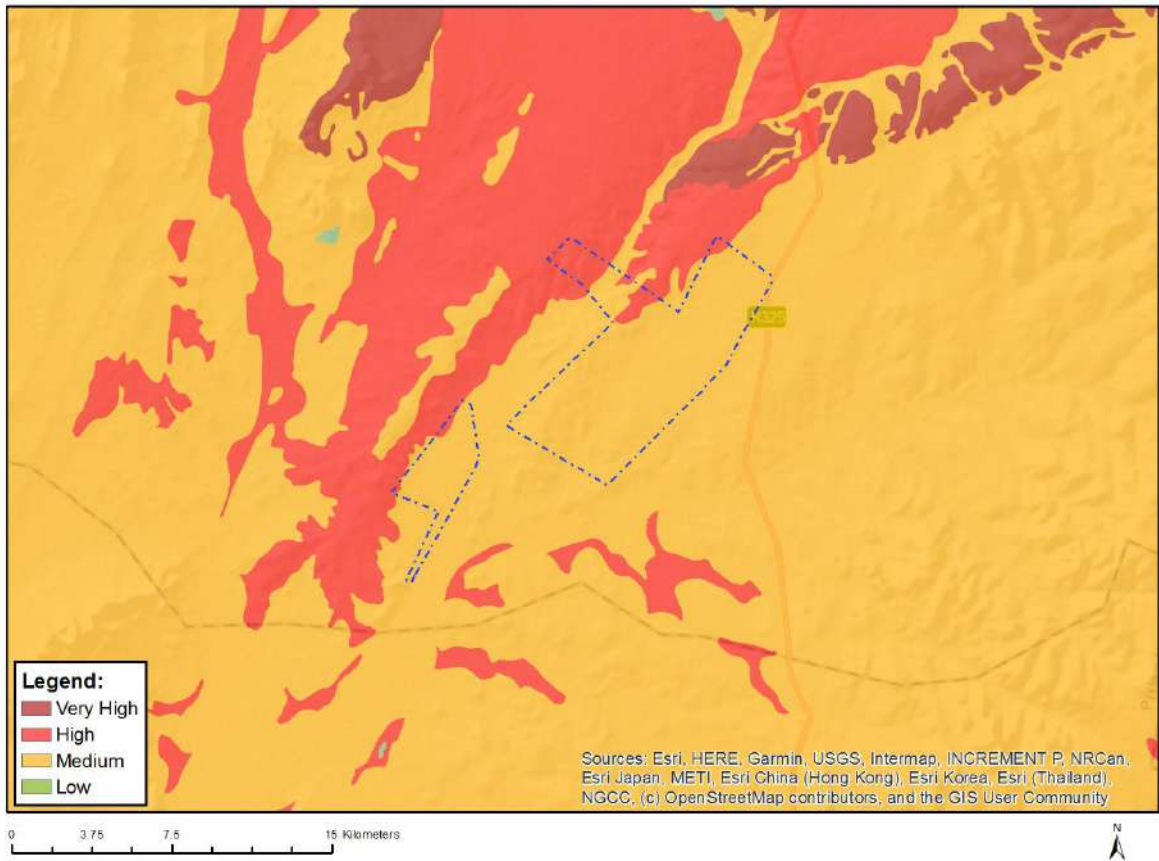 Legend:
Very High
High
Medium
Low
Sources: Esri, HERE, Garmin, USGS, Intermap, INCREMENT P, NRCan,
Esri Japan, METI, Esri China (Hong Kong), Esri Korea, Esri (Thailand),
NGCC, (c) OpenStreetMap contributors, and the GIS User Community
0 3.75 7.5 15 Kilometers
N